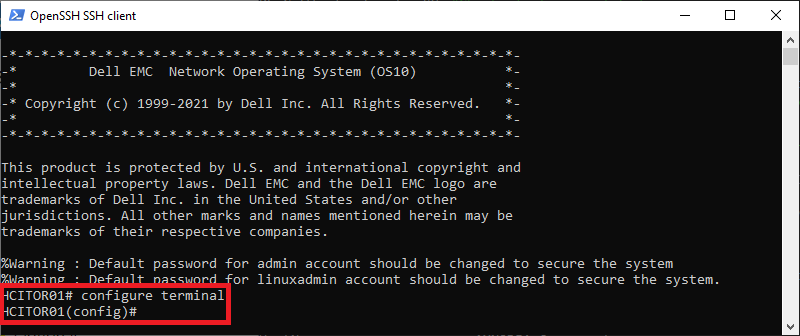 OpenSSH SSH client
-*-*-*-*-*-*-*-*-*-*-*-*-*-*-*-*-*-*-*-*-*-*-*-*-*-*-*-*-*-*-*-*-
-*         Dell EMC  Network Operating System (OS10)           *-
-*                                                             *-
-* Copyright (c) 1999-2021 by Dell Inc. All Rights Reserved.   *-
-*                                                             *-
-*-*-*-*-*-*-*-*-*-*-*-*-*-*-*-*-*-*-*-*-*-*-*-*-*-*-*-*-*-*-*-*-
This product is protected by U.S. and international copyright and
intellectual property laws. Dell EMC and the Dell EMC logo are
trademarks of Dell Inc. in the United States and/or other
jurisdictions. All other marks and names mentioned herein may be
trademarks of their respective companies.
%Warning : Default password for admin account should be changed to secure the system
%Warning : Default password for linuxadmin account should be changed to secure the system.
HCITOR01# configure terminal
HCITOR01(config)#